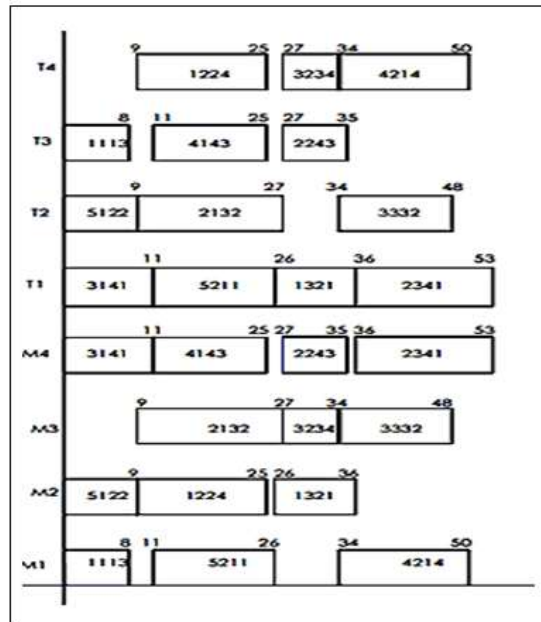 9 25 27 34 50
T4 1224 3234 4214
8 11 25 27 35
T3 1113 4143 2243
9 27 34 48
T2 5122 2132 3332
11 26 36 53
T1 3141 5211 1321 2341
11 25 27 35 36 53
M4 3141 4143 2243 2341
9 27 34 48
M3 2132 3234 3332
9 25 26 36
M2 5122 1224 1321
8 11 26 34 50
M1 1113 5211 4214